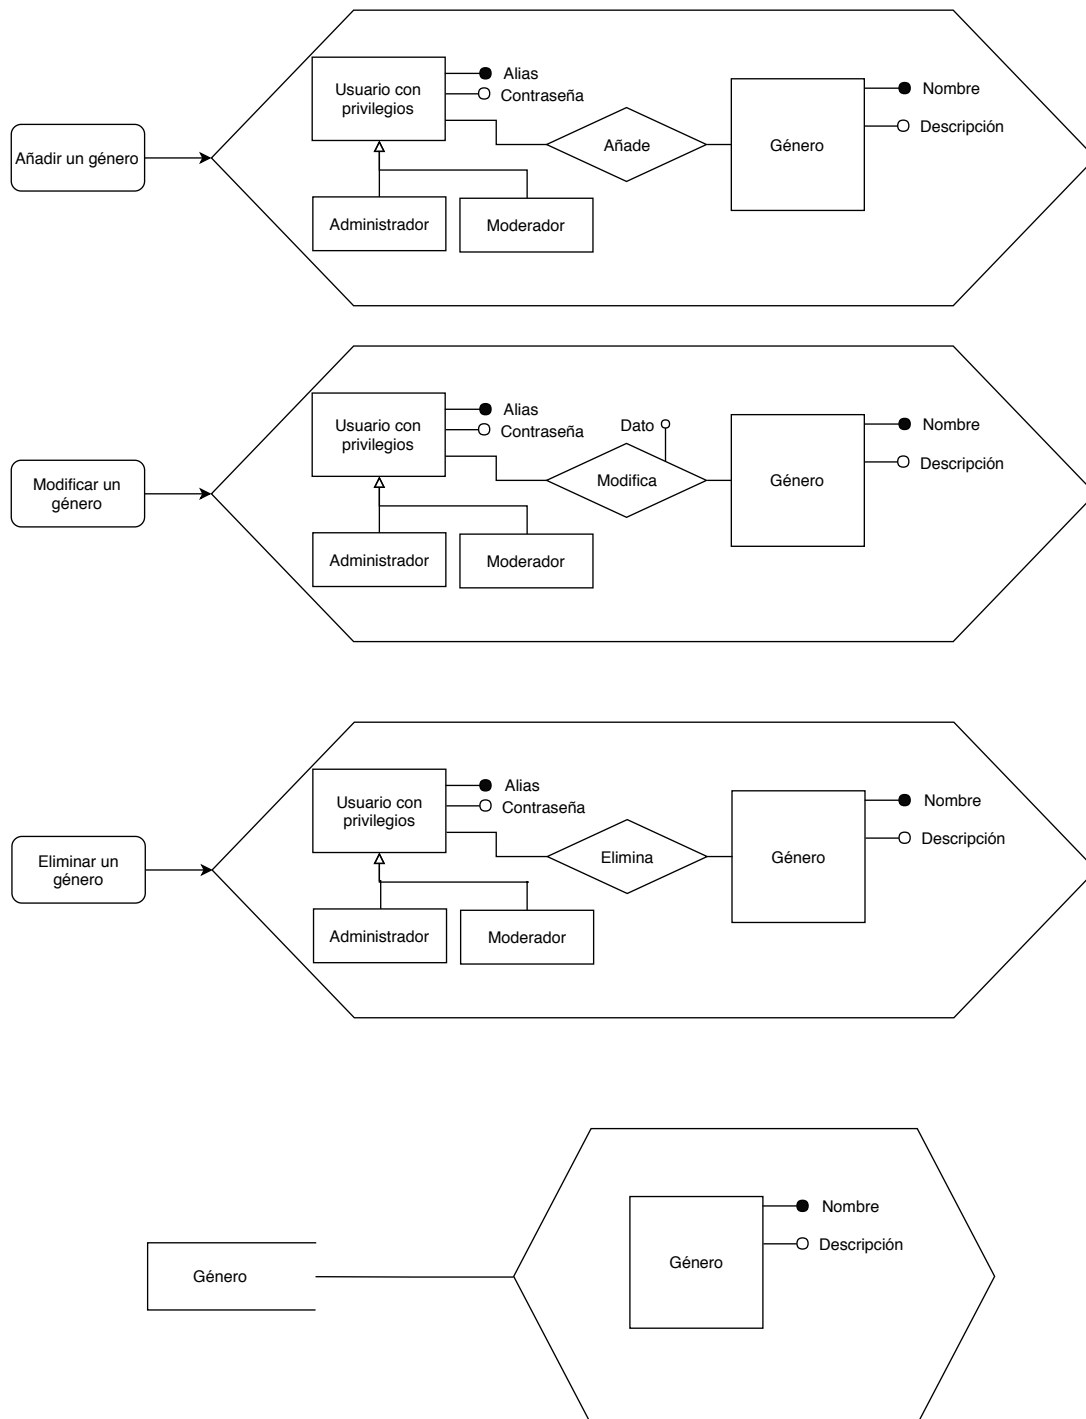 Añadir un género
Usuario con
privilegios
Alias
Contraseña
Administrador
Moderador
Añade
Género
Nombre
Descripción
Modificar un
género
Usuario con
privilegios
Alias
Contraseña
Administrador
Moderador
Dato
Modifica
Género
Nombre
Descripción
Eliminar un
género
Usuario con
privilegios
Alias
Contraseña
Administrador
Moderador
Elimina
Género
Nombre
Descripción
Género
Género
Nombre
Descripción